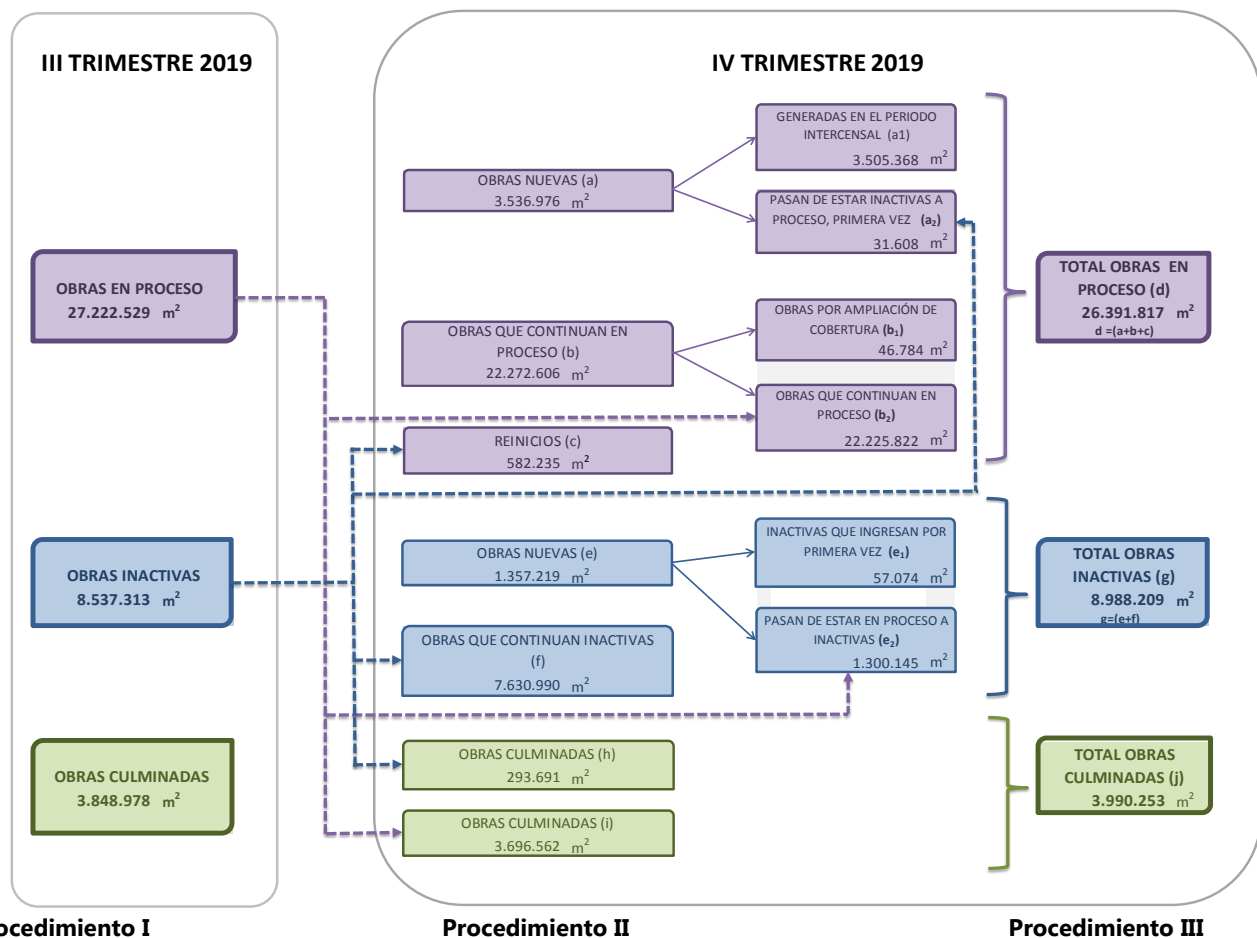 III TRIMESTRE 2019
OBRAS EN PROCESO
27.222.529 m²
OBRAS INACTIVAS
8.537.313 m²
OBRAS CULMINADAS
3.848.978 m²
IV TRIMESTRE 2019
OBRAS NUEVAS (a)
3.536.976 m²
GENERADAS EN EL PERIODO
INTERCENSAL (a1)
3.505.368 m²
PASAN DE ESTAR INACTIVAS A
PROCESO, PRIMERA VEZ (a₂)
31.608 m²
OBRAS QUE CONTINUAN EN
PROCESO (b)
22.272.606 m²
OBRAS POR AMPLIACIÓN DE
COBERTURA (b₁)
46.784 m²
OBRAS QUE CONTINUAN EN
PROCESO (b₂)
22.225.822 m²
REINICIOS (c)
582.235 m²
TOTAL OBRAS EN
PROCESO (d)
26.391.817 m²
d =(a+b+c)
OBRAS NUEVAS (e)
1.357.219 m²
INACTIVAS QUE INGRESAN POR
PRIMERA VEZ (e₁)
57.074 m²
PASAN DE ESTAR EN PROCESO A
INACTIVAS (e₂)
1.300.145 m²
OBRAS QUE CONTINUAN INACTIVAS
(f)
7.630.990 m²
TOTAL OBRAS
INACTIVAS (g)
8.988.209 m²
g=(e+f)
OBRAS CULMINADAS (h)
293.691 m²
OBRAS CULMINADAS (i)
3.696.562 m²
TOTAL OBRAS
CULMINADAS (j)
3.990.253 m²
ocedimiento I
Procedimiento II
Procedimiento III